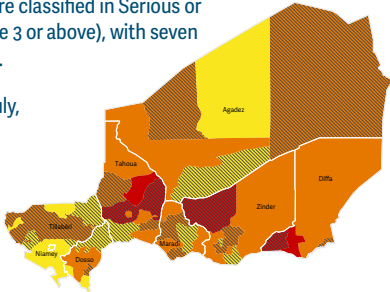 re classified in Serious or
e 3 or above), with seven
.
uly,
Agadez
Tahoua
Diffa
Zinder
Tillabéri
Maradi
Niamey
Dosso